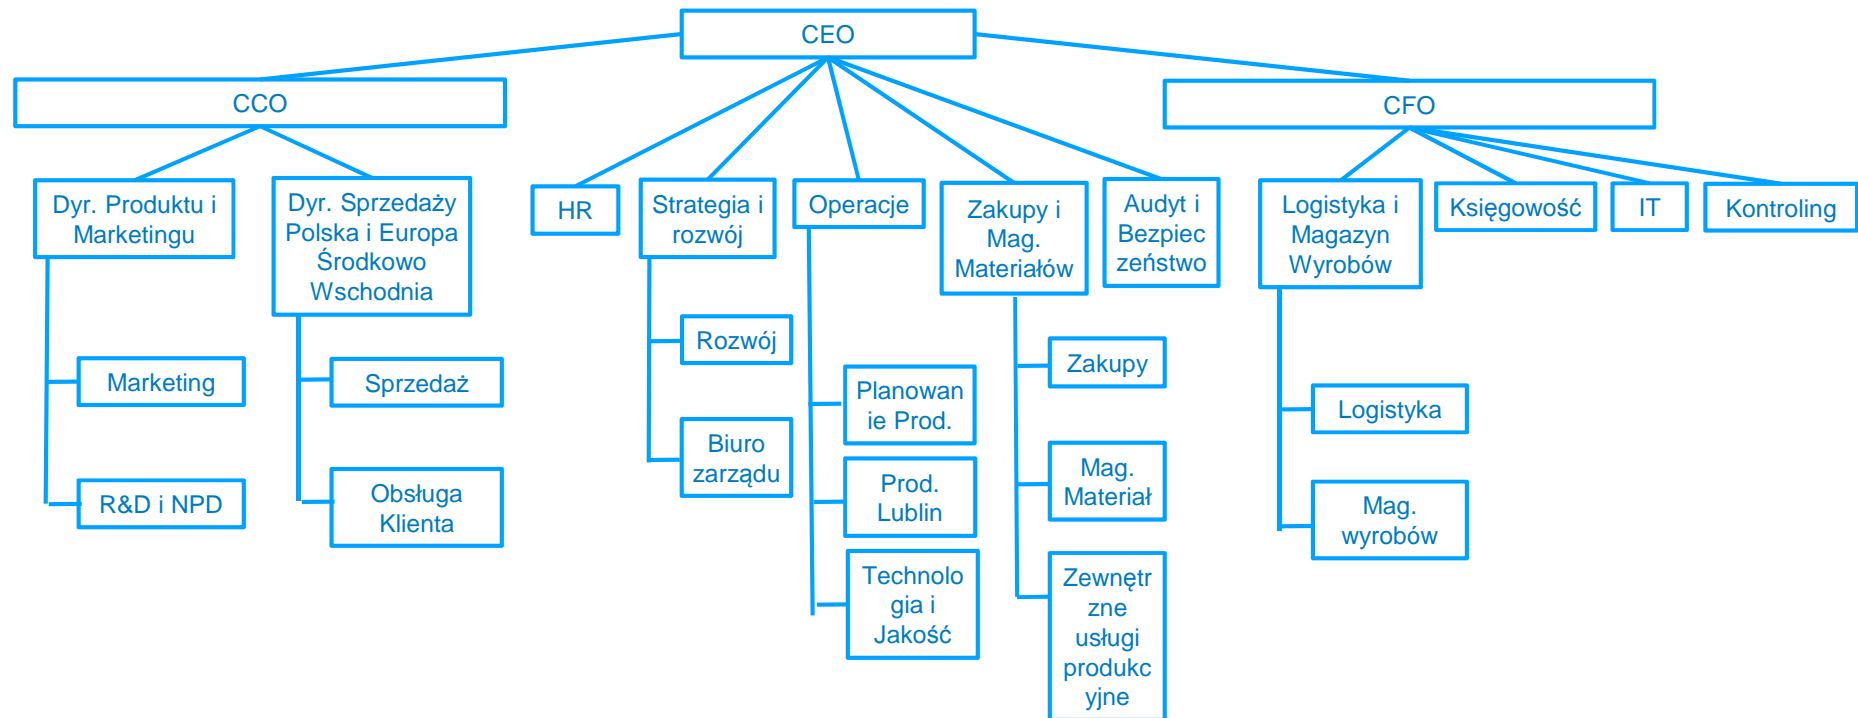 CEO
CCO
CFO
Dyr. Produktu i
Marketingu
Dyr. Sprzedaży
Polska i Europa
Środkowo
Wschodnia
HR
Strategia i
rozwój
Operacje
Zakupy i
Mag.
Materiałów
Audyt i
Bezpiec
zeństwo
Logistyka i
Magazyn
Wyrobów
Księgowość
IT
Kontroling
Marketing
R&D i NPD
Sprzedaż
Obsługa
Klienta
Rozwój
Biuro
zarządu
Planowan
ie Prod.
Prod.
Lublin
Technolo
gia i
Jakość
Zakupy
Mag.
Materiał
Zewnętr
zne
usługi
produkc
yjne
Logistyka
Mag.
wyrobów